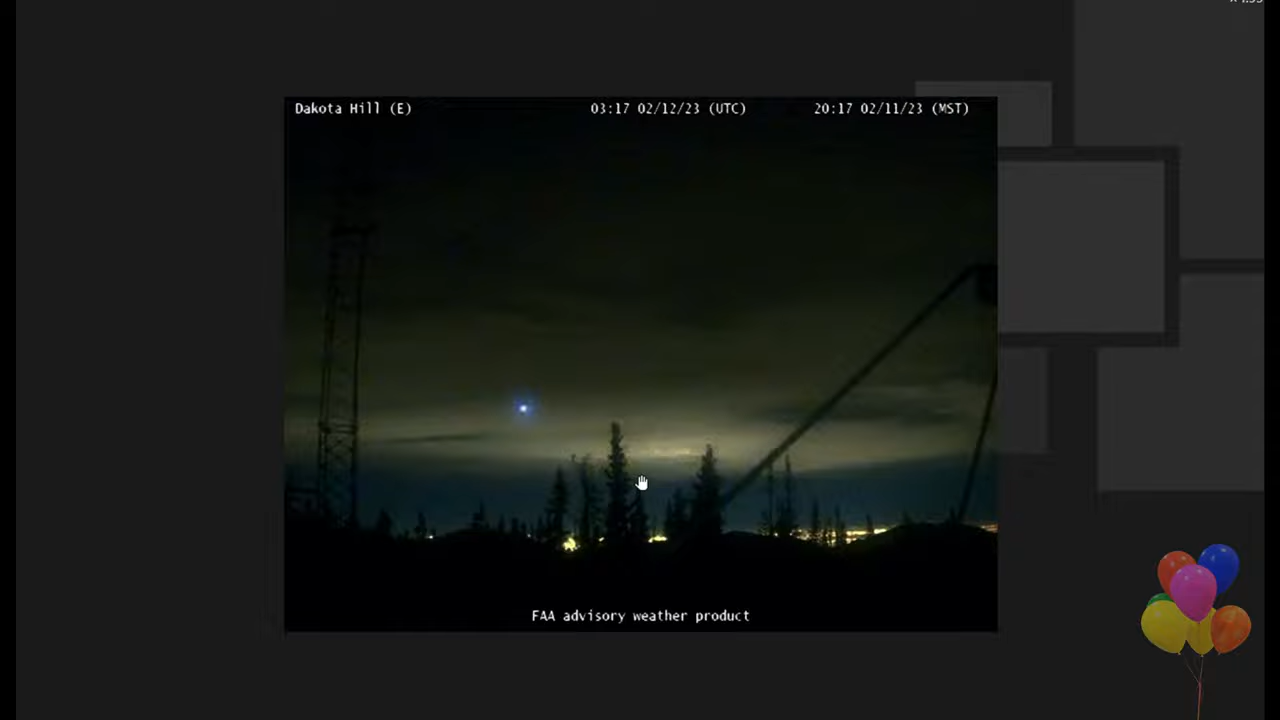 Dakota Hill (E) 03:17 02/12/23 (UTC) 20:17 02/11/23 (MST)
FAA advisory weather product